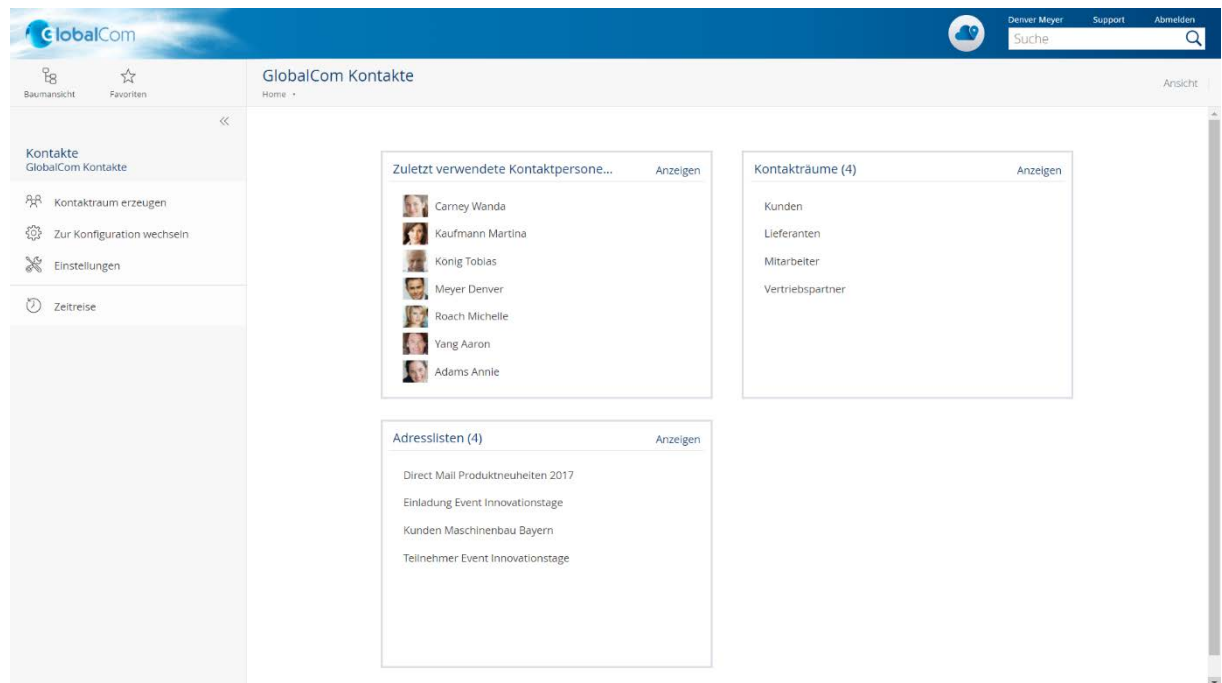 GlobalCom
Denver Meyer Support Abmelden
Suche
Baumansicht Favoriten
GlobalCom Kontakte
Home
Ansicht
Kontakte
GlobalCom Kontakte
Kontaktraum erzeugen
Zur Konfiguration wechseln
Einstellungen
Zeitreise
Zuletzt verwendete Kontaktpersone... Anzeigen
Carney Wanda
Kaufmann Martina
König Tobias
Meyer Denver
Roach Michelle
Yang Aaron
Adams Annie
Kontakträume (4) Anzeigen
Kunden
Lieferanten
Mitarbeiter
Vertriebspartner
Adresslisten (4) Anzeigen
Direct Mail Produktneuheiten 2017
Einladung Event Innovationstage
Kunden Maschinenbau Bayern
Teilnehmer Event Innovationstage